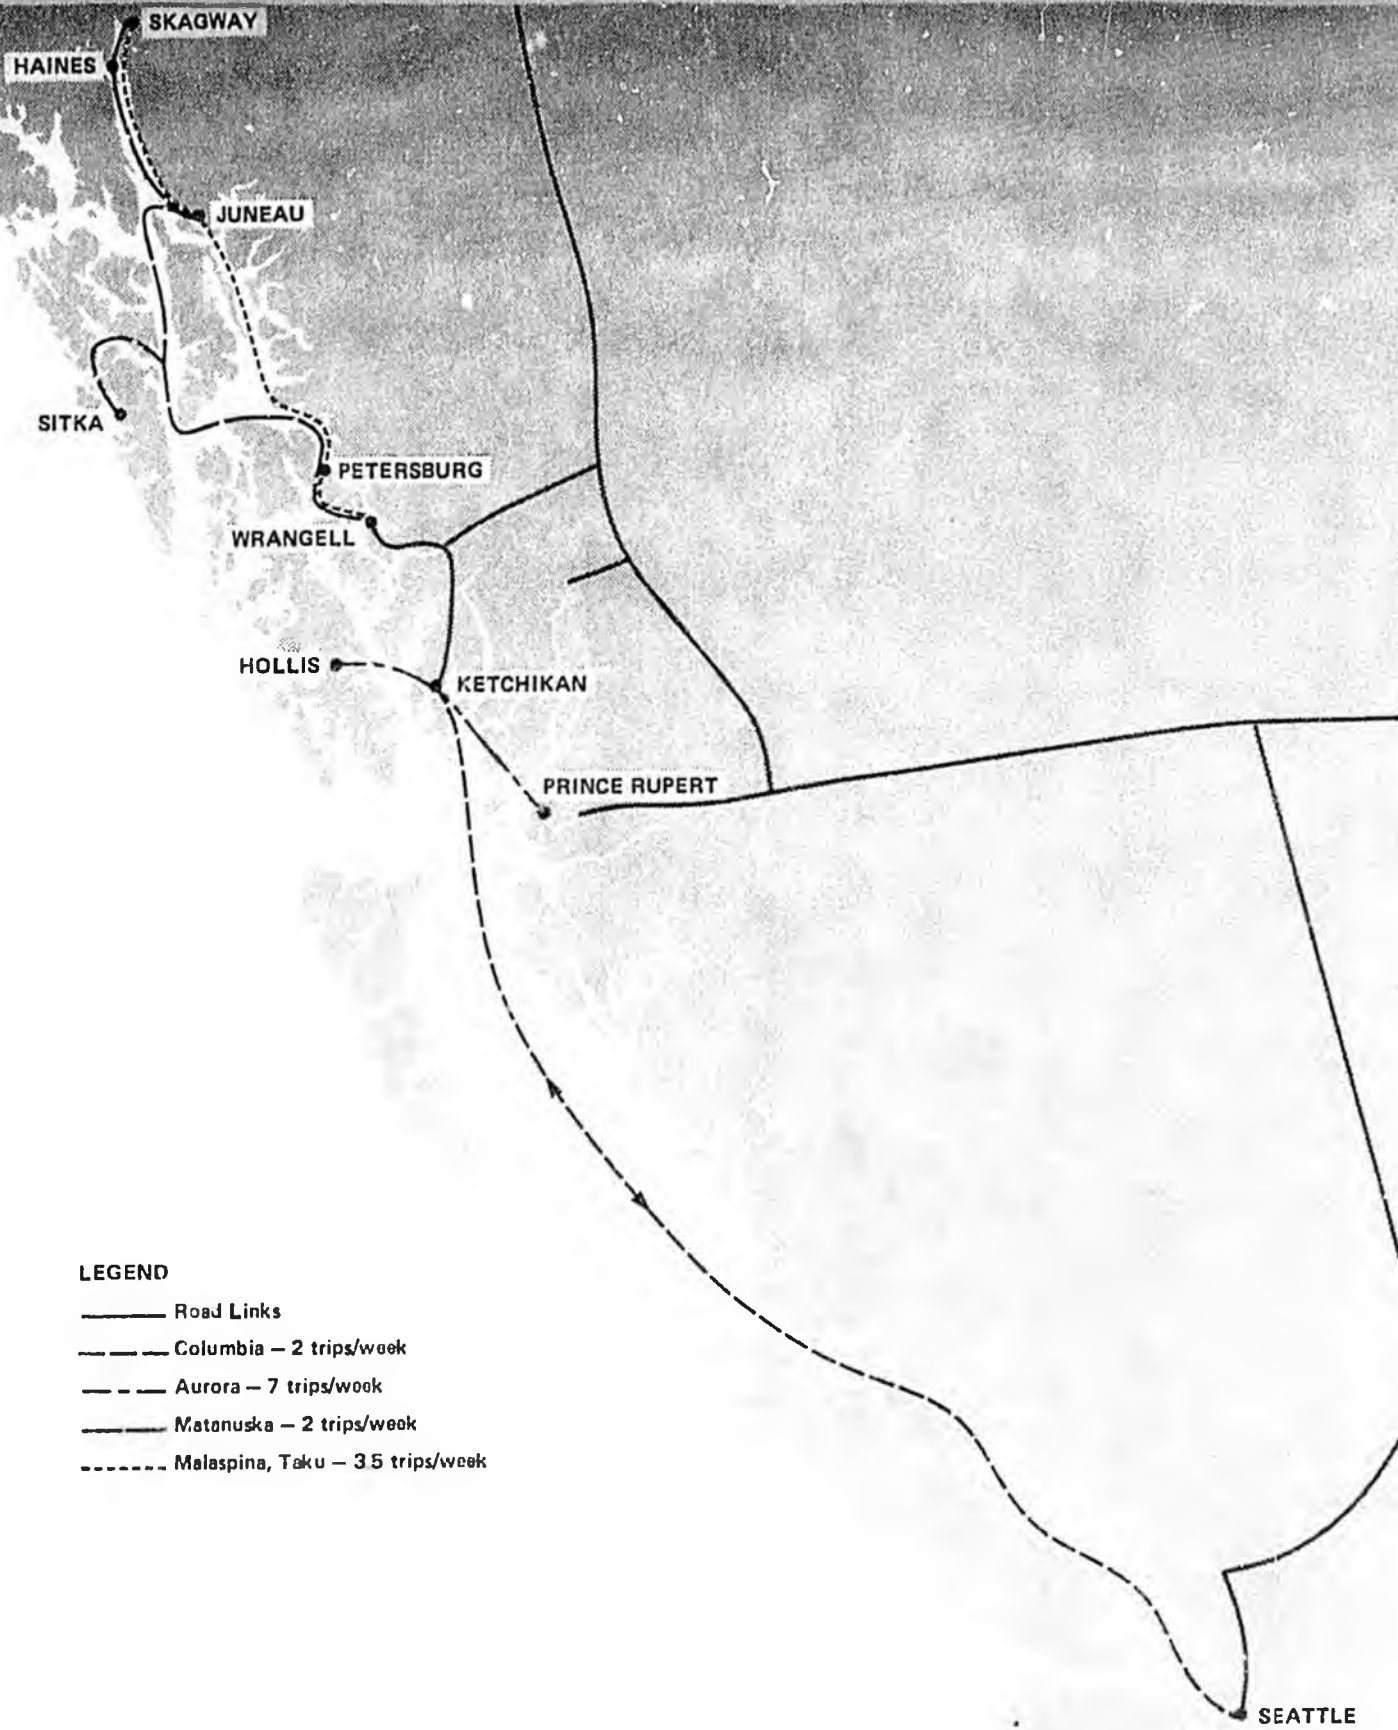 SKAGWAY
HAINES
JUNEAU
SITKA
PETERSBURG
WRANGELL
HOLLIS
KETCHIKAN
PRINCE RUPERT
LEGEND
Road Links
Columbia – 2 trips/week
Aurora – 7 trips/week
Matanuska – 2 trips/week
Malaspina, Taku – 3 5 trips/week
SEATTLE